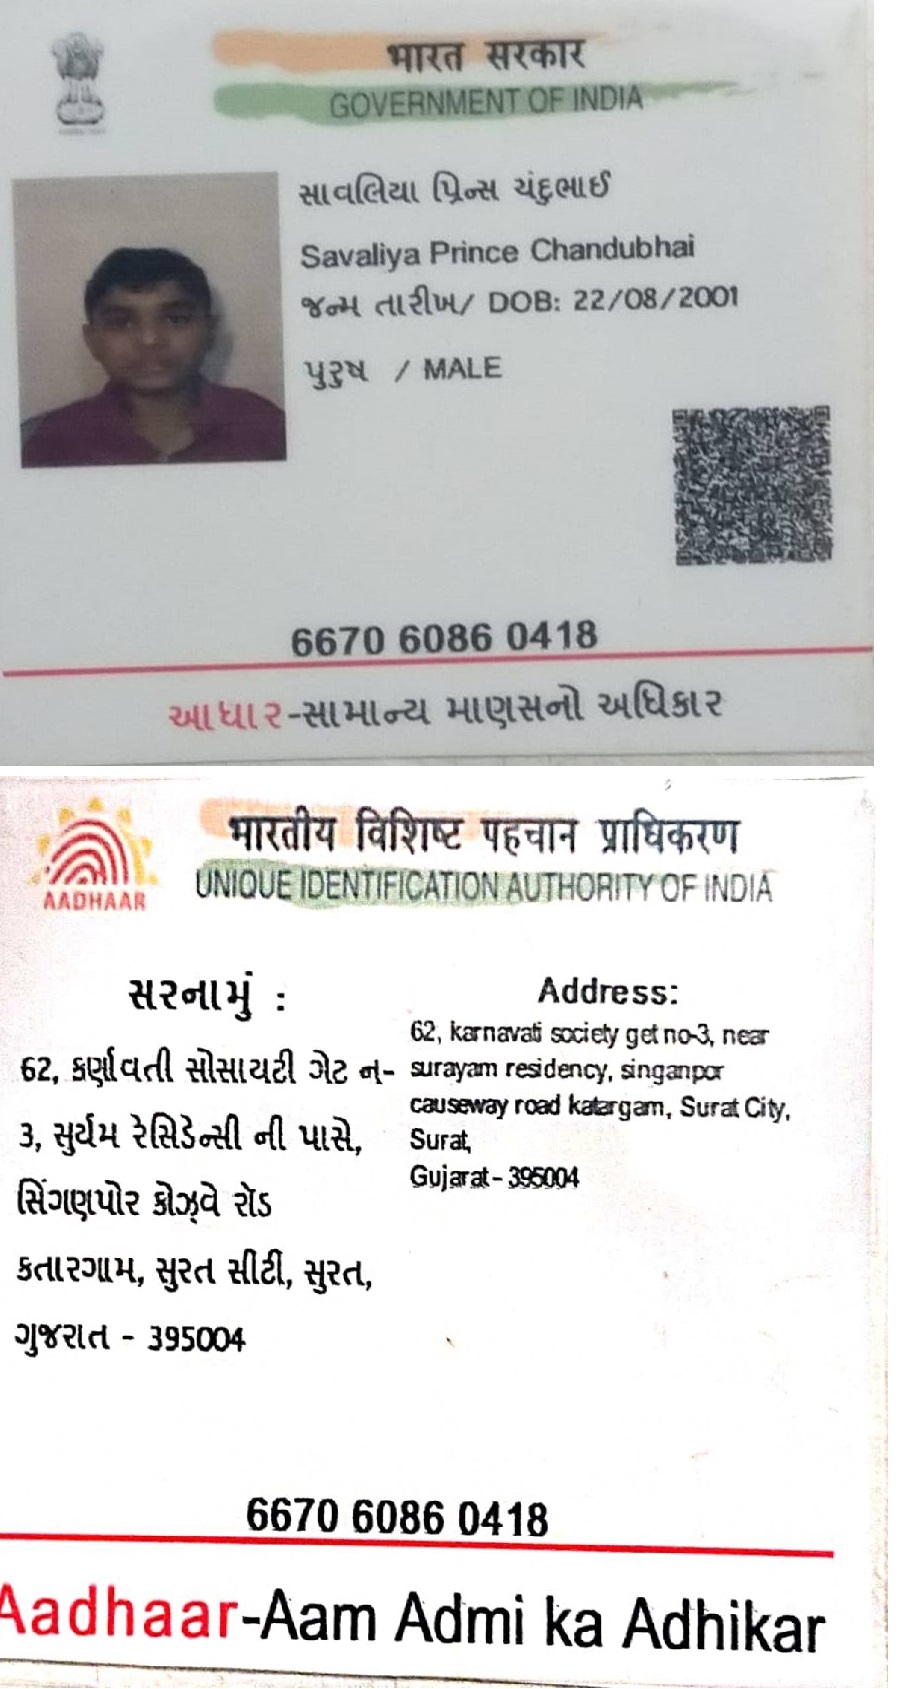 भारत सरकार
GOVERNMENT OF INDIA
સાવલિયા પ્રિન્સ ચંદુભાઈ
Savaliya Prince Chandubhai
જન્મ તારીખ/ DOB: 22/08/2001
પુરુષ / MALE
6670 6086 0418
આધાર-સામાન્ય માણસનો અધિકાર
भारतीय विशिष्ट पहचान प्राधिकरण
UNIQUE IDENTIFICATION AUTHORITY OF INDIA
AADHAAR
સરનામું :
62, કર્ણાવતી સોસાયટી ગેટ ન-
3, સુર્યમ રેસિડેન્સી ની પાસે,
સિંગણપોર કોઝ્વે રોડ
કતારગામ, સુરત સીટી, સુરત,
ગુજરાત - 395004
Address:
62, karnavati society get no-3, near
surayam residency, singanpor
causeway road katargam, Surat City,
Surat,
Gujarat - 395004
6670 6086 0418
Aadhaar-Aam Admi ka Adhikar